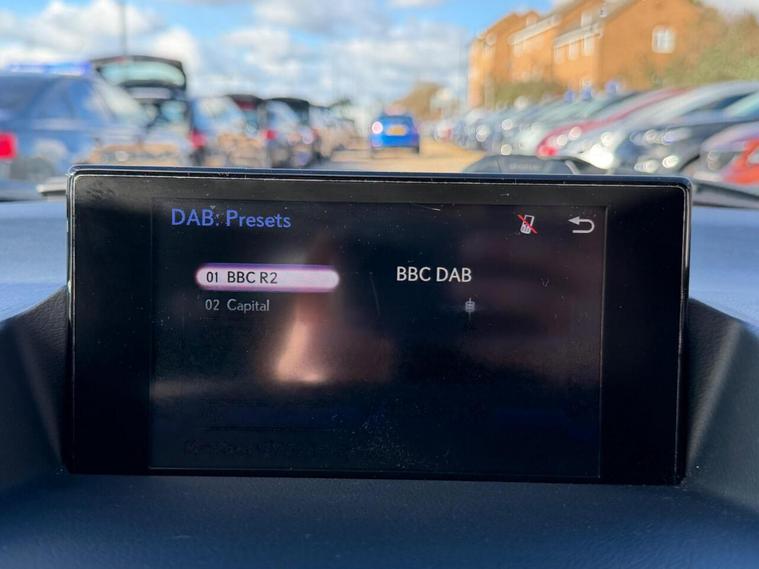 DAB: Presets
01 BBC R2
BBC DAB
02 Capital